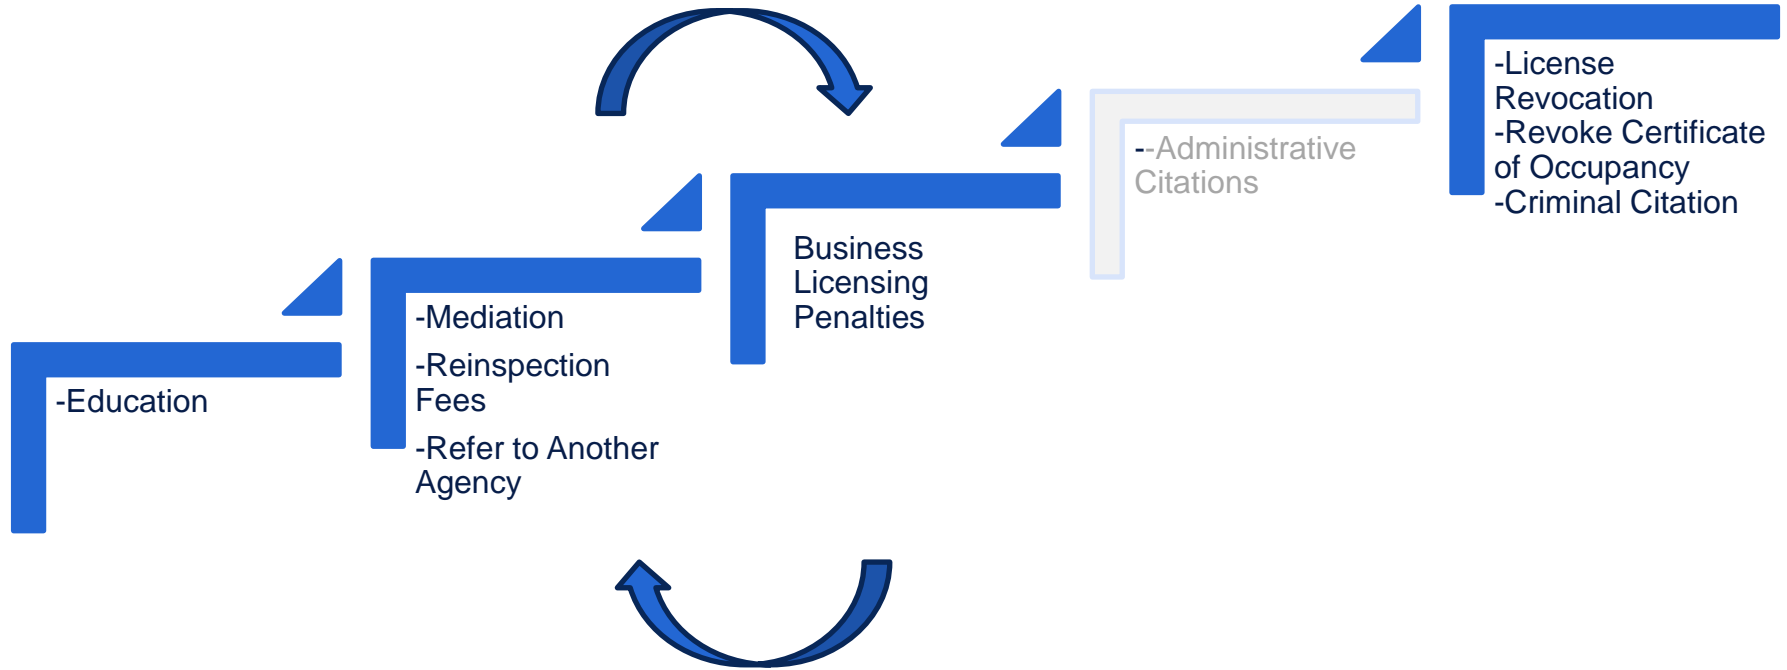 -Education
-Mediation
-Reinspection
Fees
-Refer to Another
Agency
Business
Licensing
Penalties
--Administrative
Citations
-License
Revocation
-Revoke Certificate
of Occupancy
-Criminal Citation